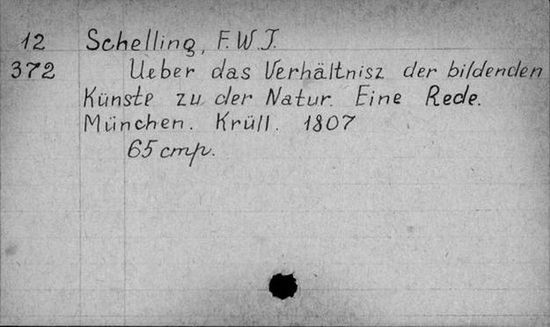 12 Schelling, F. W. J.
372 Ueber das Verhältnisz der bildenden
Künste zu der Natur. Eine Rede.
München. Krüll. 1807
65 стр.